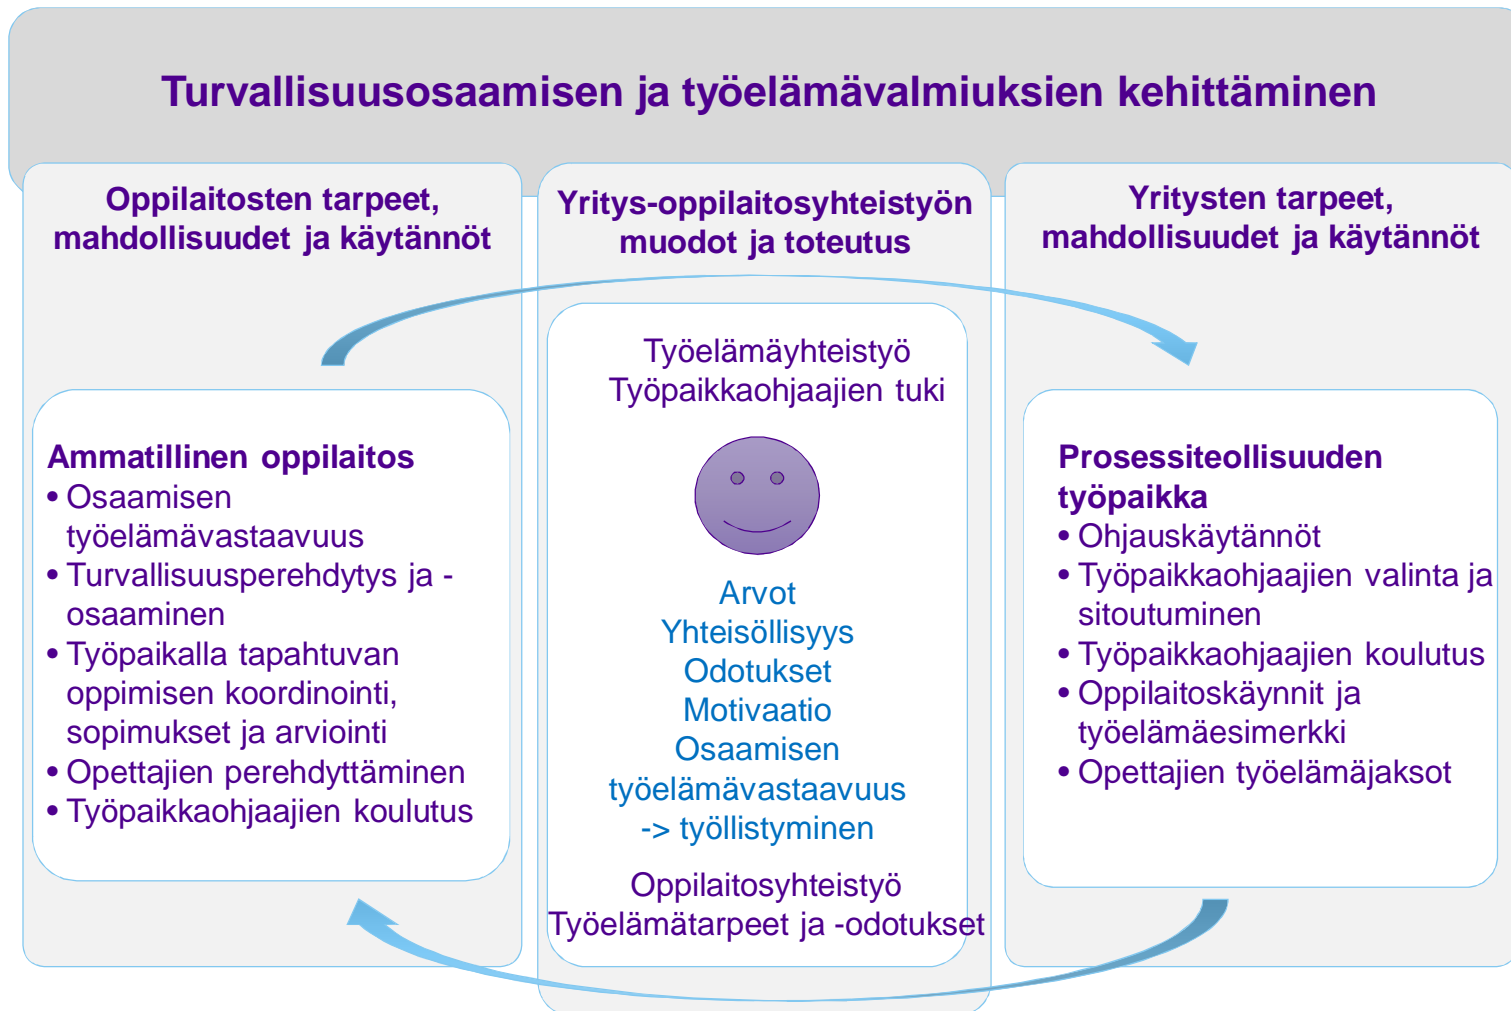 Turvallisuusosaamisen ja työelämävalmiuksien kehittäminen
Oppilaitosten tarpeet,
mahdollisuudet ja käytännöt
Ammatillinen oppilaitos
• Osaamisen
työelämävastaavuus
• Turvallisuusperehdytys ja -
osaaminen
• Työpaikalla tapahtuvan
oppimisen koordinointi,
sopimukset ja arviointi
• Opettajien perehdyttäminen
• Työpaikkaohjaajien koulutus
Yritys-oppilaitosyhteistyön
muodot ja toteutus
Työelämäyhteistyö
Työpaikkaohjaajien tuki
Arvot
Yhteisöllisyys
Odotukset
Motivaatio
Osaamisen
työelämävastaavuus
-> työllistyminen
Oppilaitosyhteistyö
Työelämätarpeet ja -odotukset
Yritysten tarpeet,
mahdollisuudet ja käytännöt
Prosessiteollisuuden
työpaikka
• Ohjauskäytännöt
• Työpaikkaohjaajien valinta ja
sitoutuminen
• Työpaikkaohjaajien koulutus
• Oppilaitoskäynnit ja
työelämäesimerkki
• Opettajien työelämäjaksot